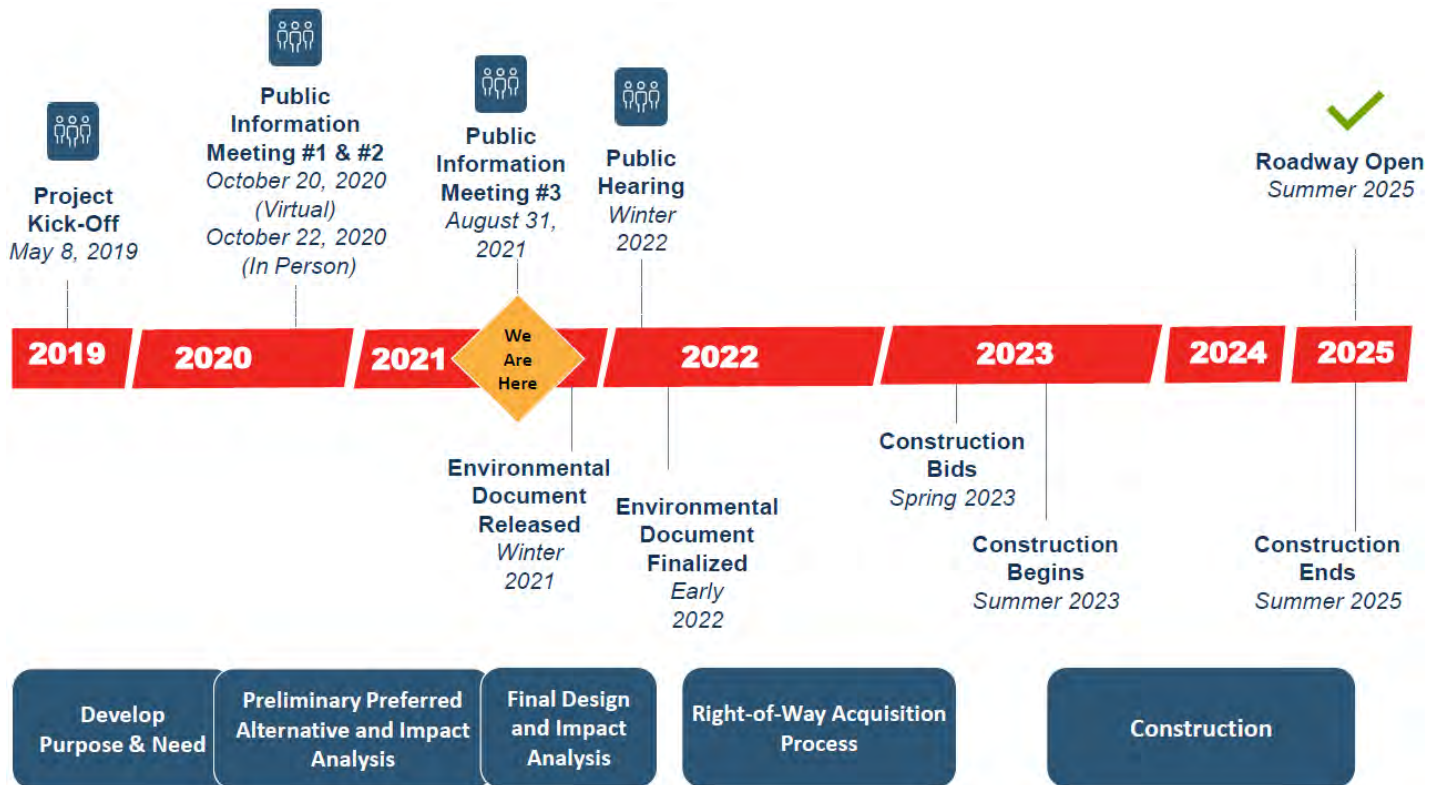 Project
Kick-Off
May 8, 2019
Public
Information
Meeting #1 & #2
October 20, 2020
(Virtual)
October 22, 2020
(In Person)
Public
Information
Meeting #3
August 31,
2021
Public
Hearing
Winter
2022
Roadway Open
Summer 2025
2019
2020
2021
We
Are
Here
2022
2023
2024
2025
Environmental
Document
Released
Winter
2021
Environmental
Document
Finalized
Early
2022
Construction
Bids
Spring 2023
Construction
Begins
Summer 2023
Construction
Ends
Summer 2025
Develop
Purpose & Need
Preliminary Preferred
Alternative and Impact
Analysis
Final Design
and Impact
Analysis
Right-of-Way Acquisition
Process
Construction